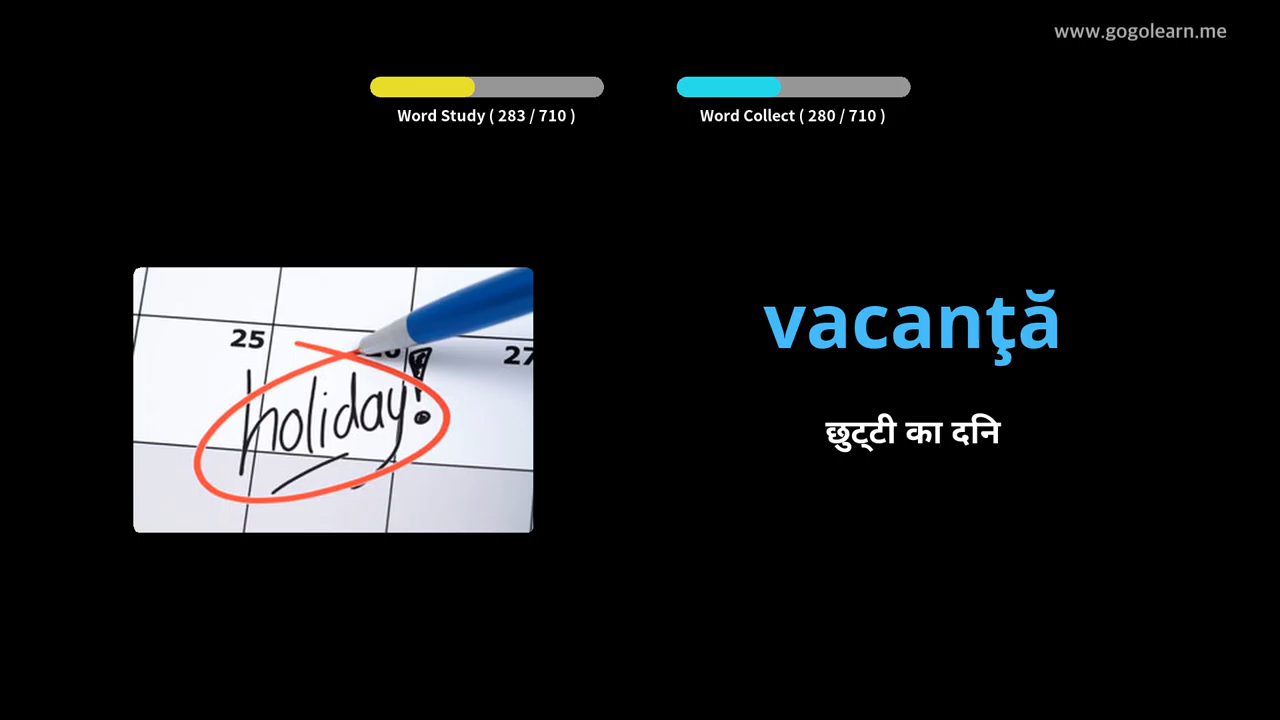 www.gogolearn.me
Word Study ( 283 / 710 )
Word Collect ( 280 / 710 )
25
27
holiday!
vacanţă
छुट्‌टी का दनि